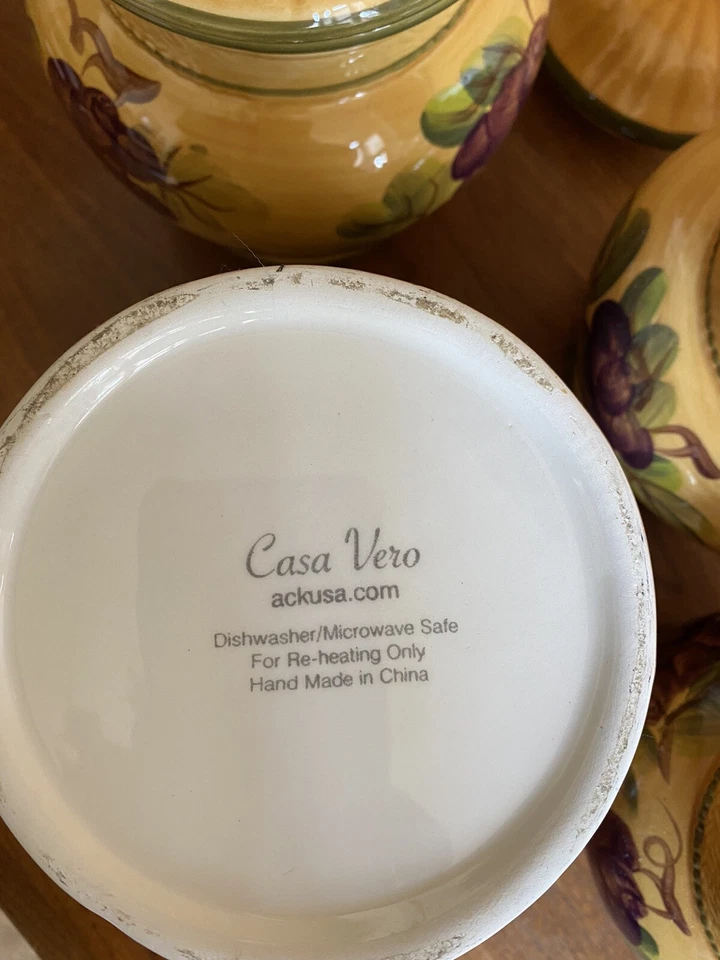 Casa Vero
ackusa.com
Dishwasher/Microwave Safe
For Re-heating Only
Hand Made in China